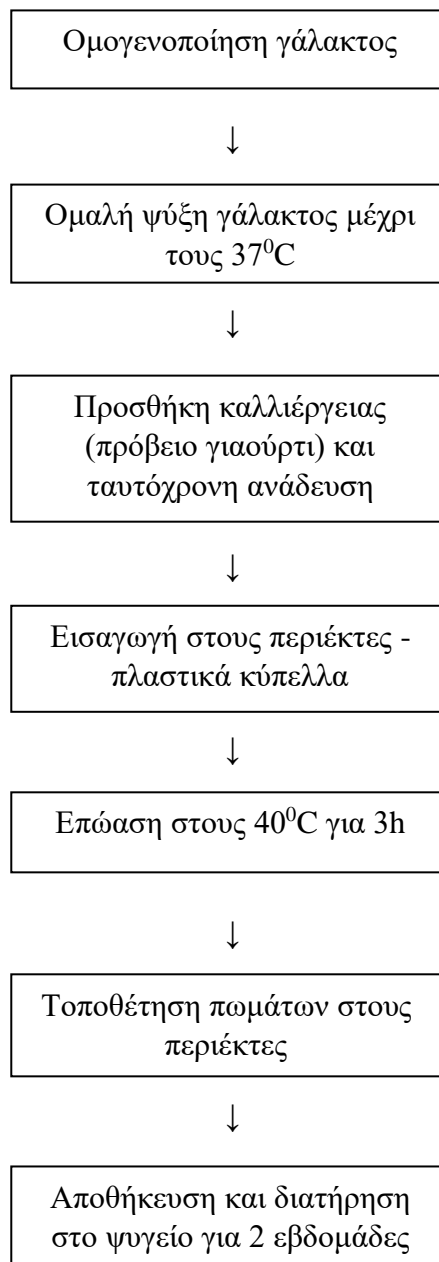 Ομογενοποίηση γάλακτος
↓
Ομαλή ψύξη γάλακτος μέχρι
τους 37⁰C
↓
Προσθήκη καλλιέργειας
(πρόβειο γιαούρτι) και
ταυτόχρονη ανάδευση
↓
Εισαγωγή στους περιέκτες -
πλαστικά κύπελλα
↓
Επώαση στους 40⁰C για 3h
↓
Τοποθέτηση πωμάτων στους
περιέκτες
↓
Αποθήκευση και διατήρηση
στο ψυγείο για 2 εβδομάδες